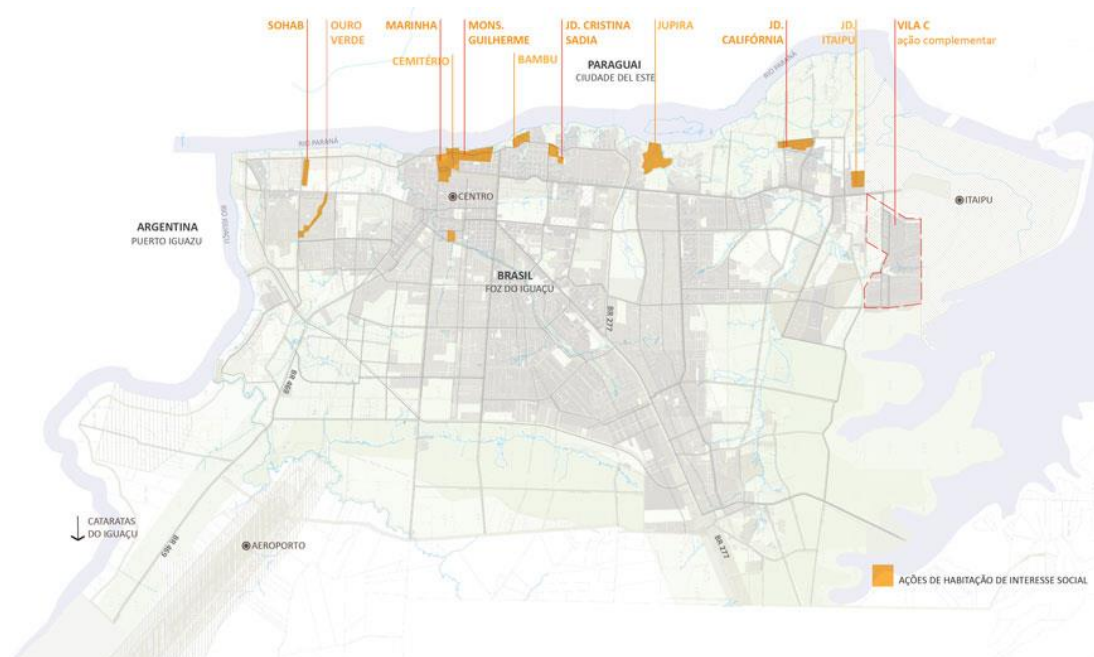 SOHAB
OURO
VERDE
MARINHA
CEMITÉRIO
MONS.
GUILHERME
BAMBU
JD. CRISTINA
SADIA
JUPIRA
JD.
CALIFÓRNIA
JD.
ITAIPU
VILA C
ação complementar
PARAGUAI
CIUDADE DEL ESTE
RIO PARANÁ
RIO PARANÁ
RIO IGUAÇU
ARGENTINA
PUERTO IGUAZU
CENTRO
ITAIPU
BRASIL
FOZ DO IGUAÇU
BR 277
BR 469
CATARATAS
DO IGUAÇU
BR 469
AEROPORTO
BR 277
AÇÕES DE HABITAÇÃO DE INTERESSE SOCIAL